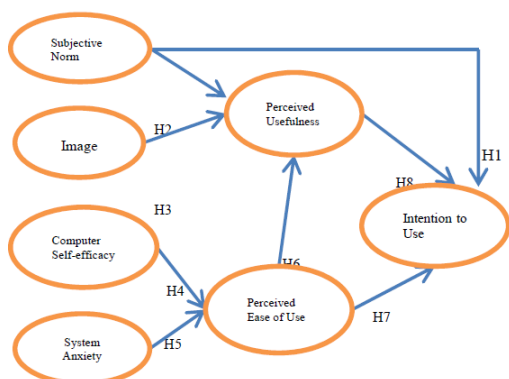 Subjective
Norm
Perceived
Usefulness
H2
Image
H1
H8
H3
Intention to
Use
Computer
Self-efficacy
H6
H4
Perceived
Ease of Use
H7
H5
System
Anxiety